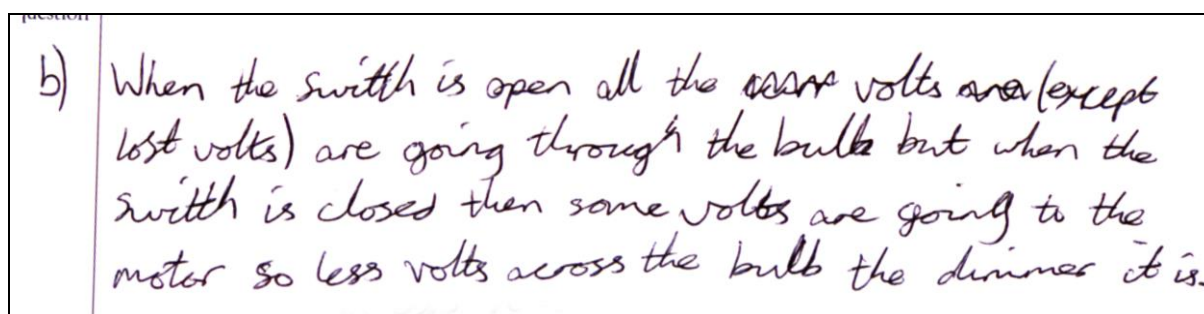 b) When the switth is open all the volts (except
lost volts) are going through the bulb but when the
switth is closed then some volts are going to the
motor so less volts across the bulb the dimmer it is.